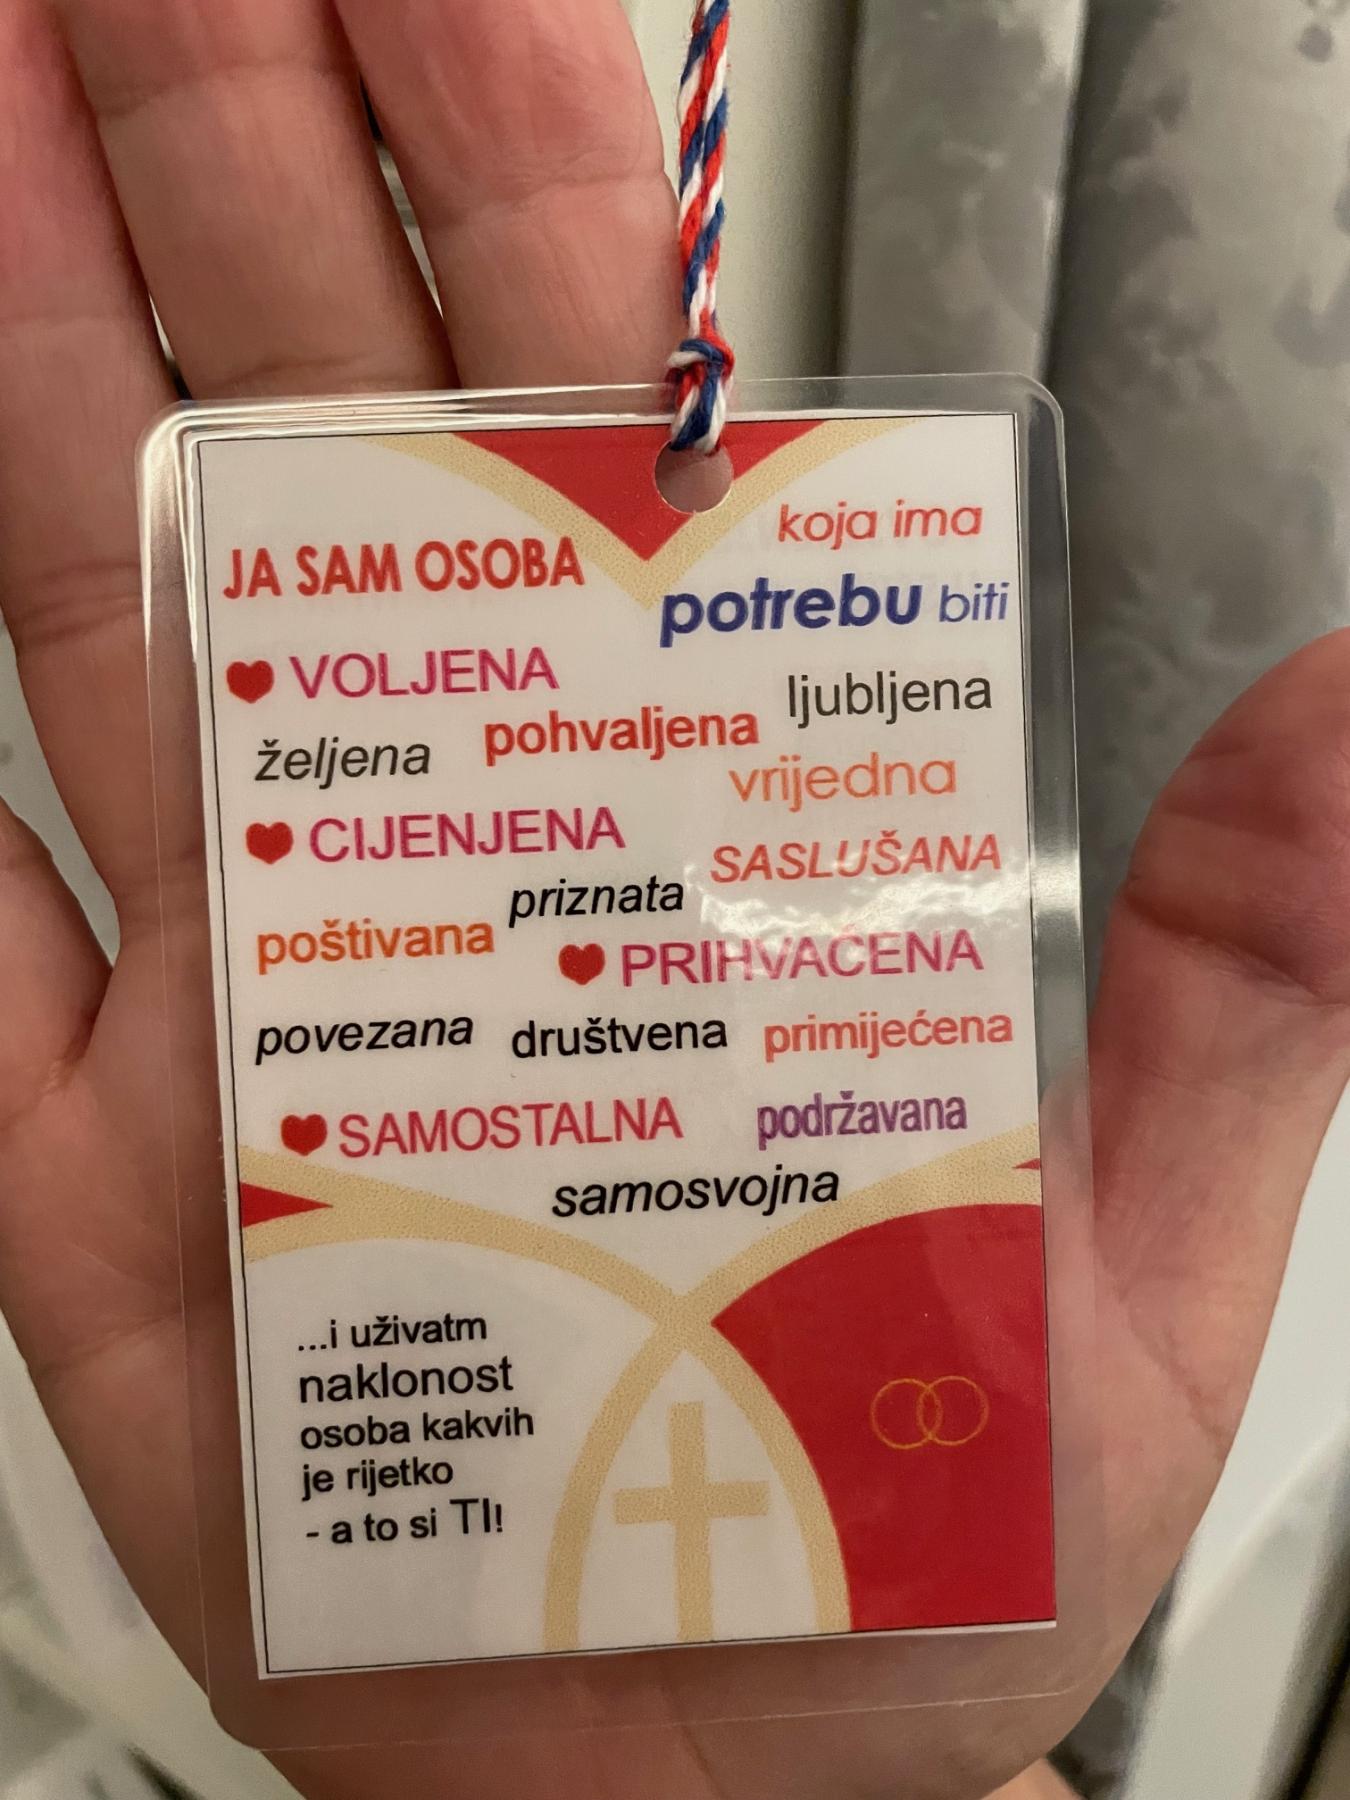 JA SAM OSOBA
koja ima
potrebu biti
VOLJENA
ljubljena
željena
pohvaljena
vrijedna
CIJENJENA
SASLUŠANA
priznata
poštivana
PRIHVAĆENA
povezana
društvena
primijećena
SAMOSTALNA
podržavana
samosvojna
...i uživatm
naklonost
osoba kakvih
je rijetko
- a to si TI!